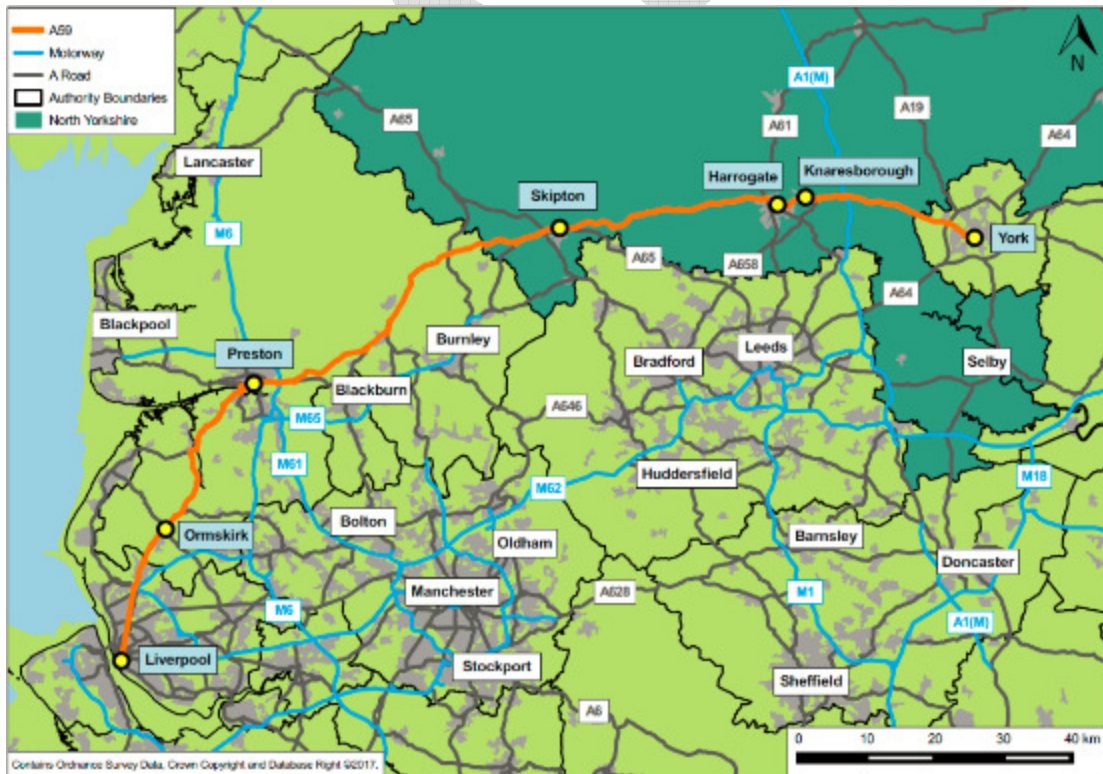 A59
Motorway
A Road
Authority Boundaries
North Yorkshire
N
A1(M)
A65
A61
A19
A64
Lancaster
Harrogate
Knaresborough
Skipton
M6
York
A65
A658
A64
Blackpool
Burnley
Preston
Bradford
Leeds
Selby
Blackburn
M65
A646
M61
Huddersfield
M62
M18
Bolton
Ormskirk
Oldham
Barnsley
Doncaster
Manchester
A628
M1
M6
A1(M)
Liverpool
Stockport
Sheffield
A6
0 10 20 30 40 km
Contains Ordnance Survey Data, Crown Copyright and Database Right ©2017.